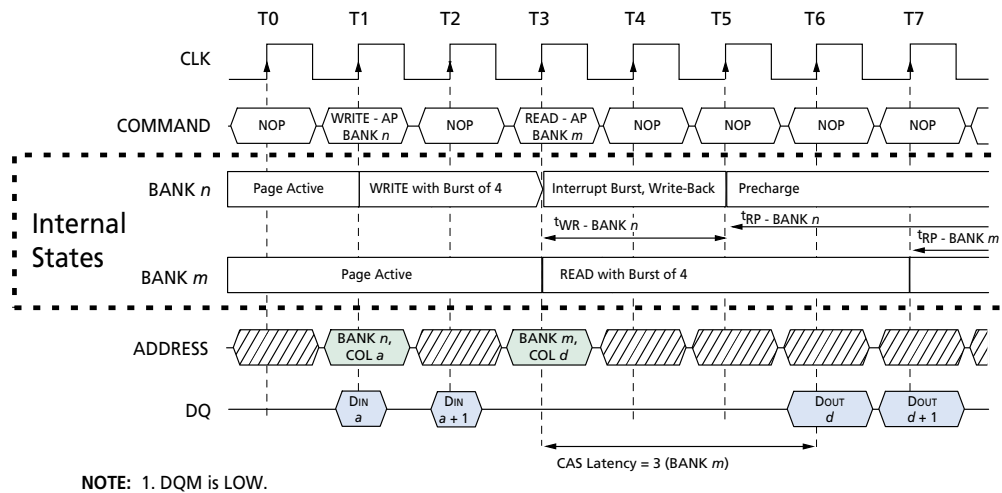 T0 T1 T2 T3 T4 T5 T6 T7
CLK
COMMAND NOP WRITE - AP BANK n NOP READ - AP BANK m NOP NOP NOP NOP
Internal States
BANK n Page Active WRITE with Burst of 4 Interrupt Burst, Write-Back Precharge
tWR - BANK n tRP - BANK n
tRP - BANK m
BANK m Page Active READ with Burst of 4
ADDRESS BANK n, COL a BANK m, COL d
DQ DIN a DIN a + 1 DOUT d DOUT d + 1
CAS Latency = 3 (BANK m)
NOTE: 1. DQM is LOW.